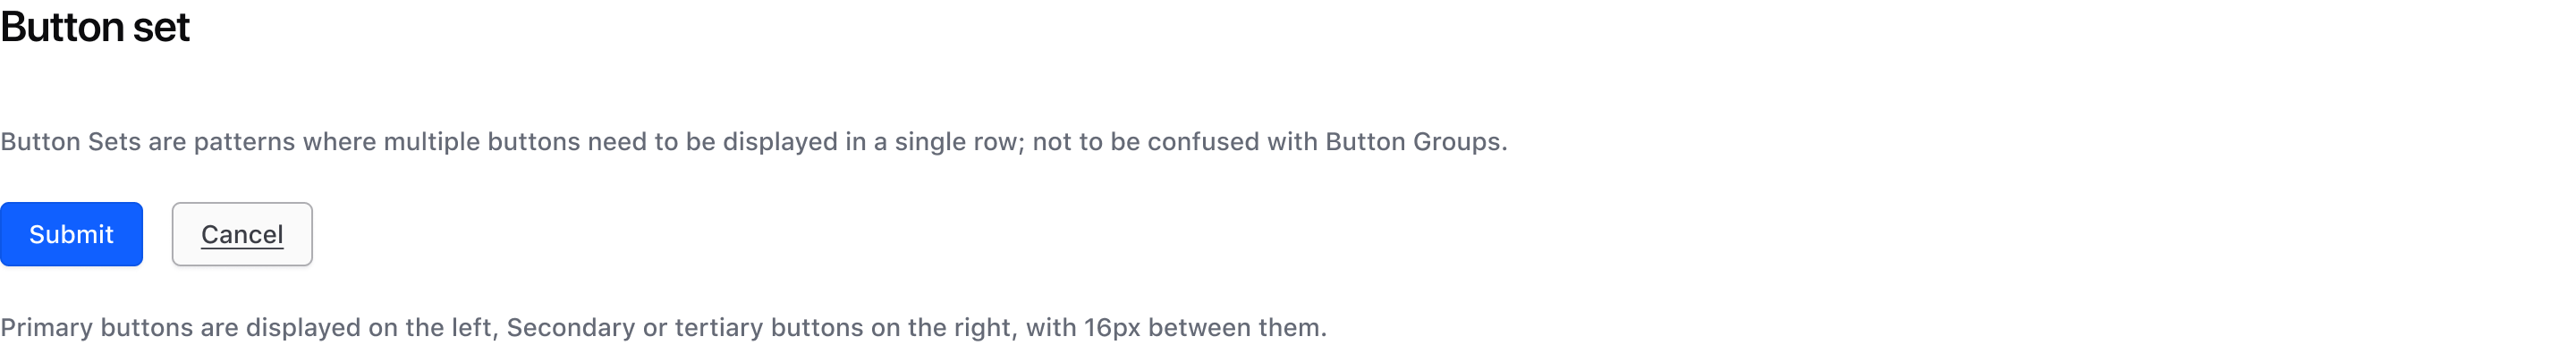 Button set
Button Sets are patterns where multiple buttons need to be displayed in a single row; not to be confused with Button Groups.
Submit Cancel
Primary buttons are displayed on the left, Secondary or tertiary buttons on the right, with 16px between them.